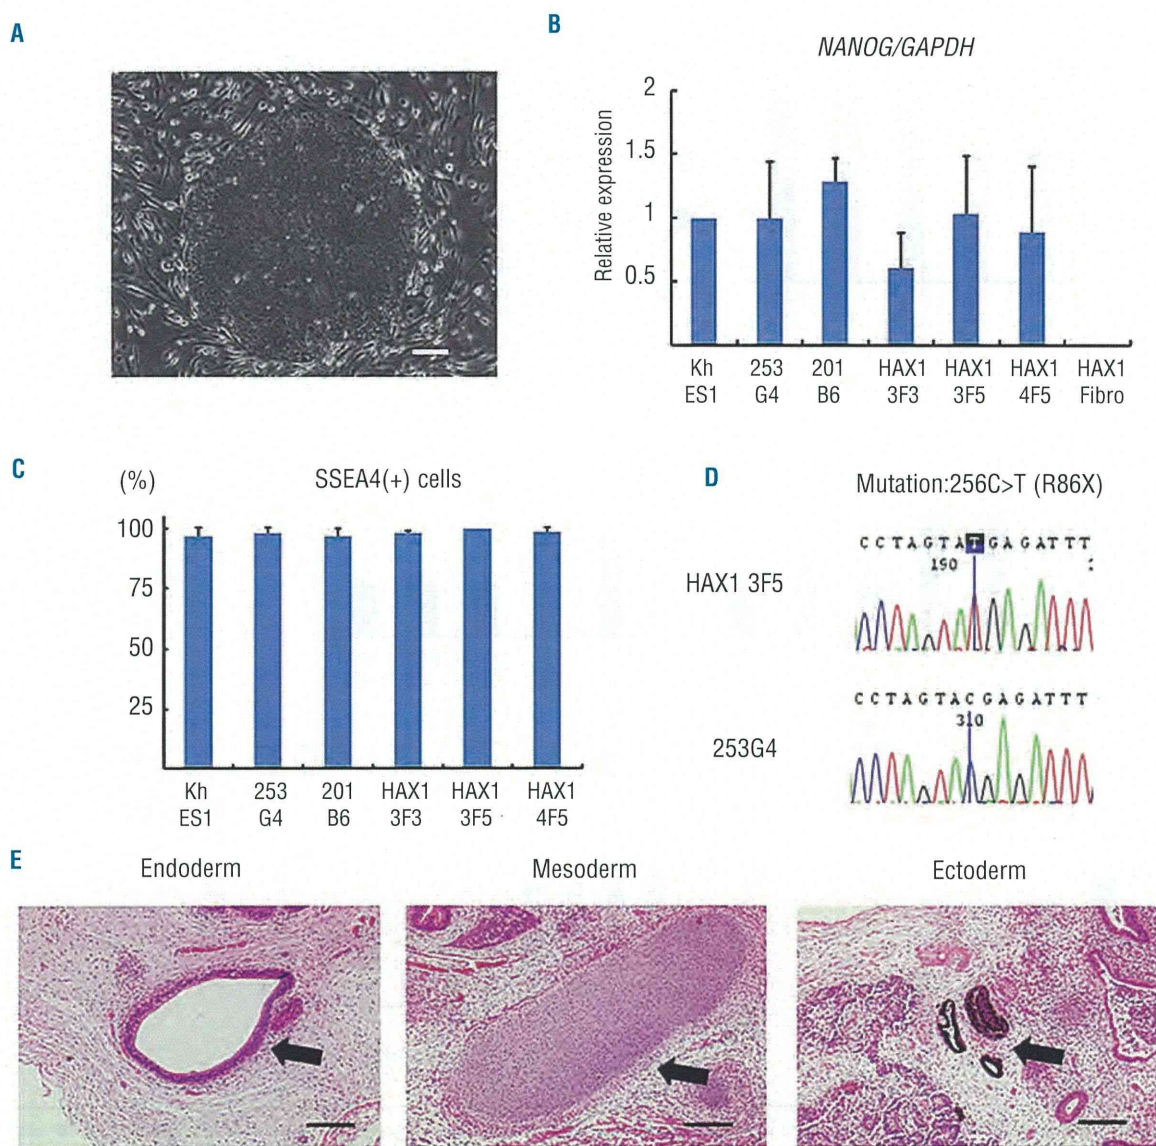 A
B
NANOG/GAPDH
Relative expression
2
1.5
1
0.5
Kh ES1
253 G4
201 B6
HAX1 3F3
HAX1 3F5
HAX1 4F5
HAX1 Fibro
C
(%)
SSEA4(+) cells
100
75
50
25
Kh ES1
253 G4
201 B6
HAX1 3F3
HAX1 3F5
HAX1 4F5
D
Mutation:256C>T (R86X)
HAX1 3F5
C C T A G T A T G A G A T T T
190
253G4
C C T A G T A C G A G A T T T
310
E
Endoderm
Mesoderm
Ectoderm